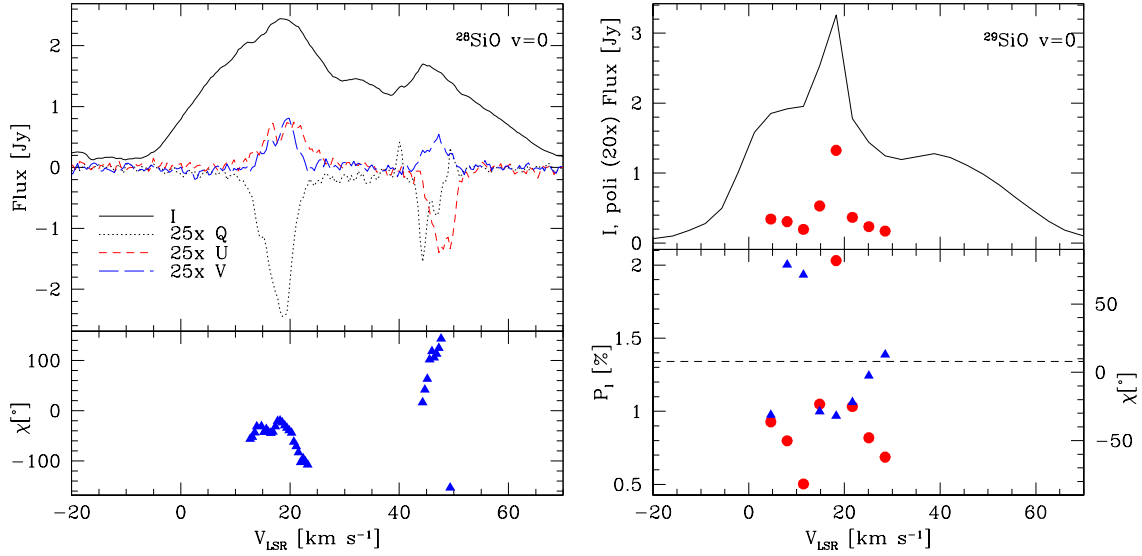 ²⁸SiO v=0
Flux [Jy]
2
1
0
−1
−2
I
25x Q
25x U
25x V
χ[°]
100
0
−100
−20 0 20 40 60
V_LSR [km s⁻¹]
²⁹SiO v=0
I, poli (20x) Flux [Jy]
3
2
1
0
P_l [%]
2
1.5
1
0.5
50
0
−50
χ[°]
−20 0 20 40 60
V_LSR [km s⁻¹]